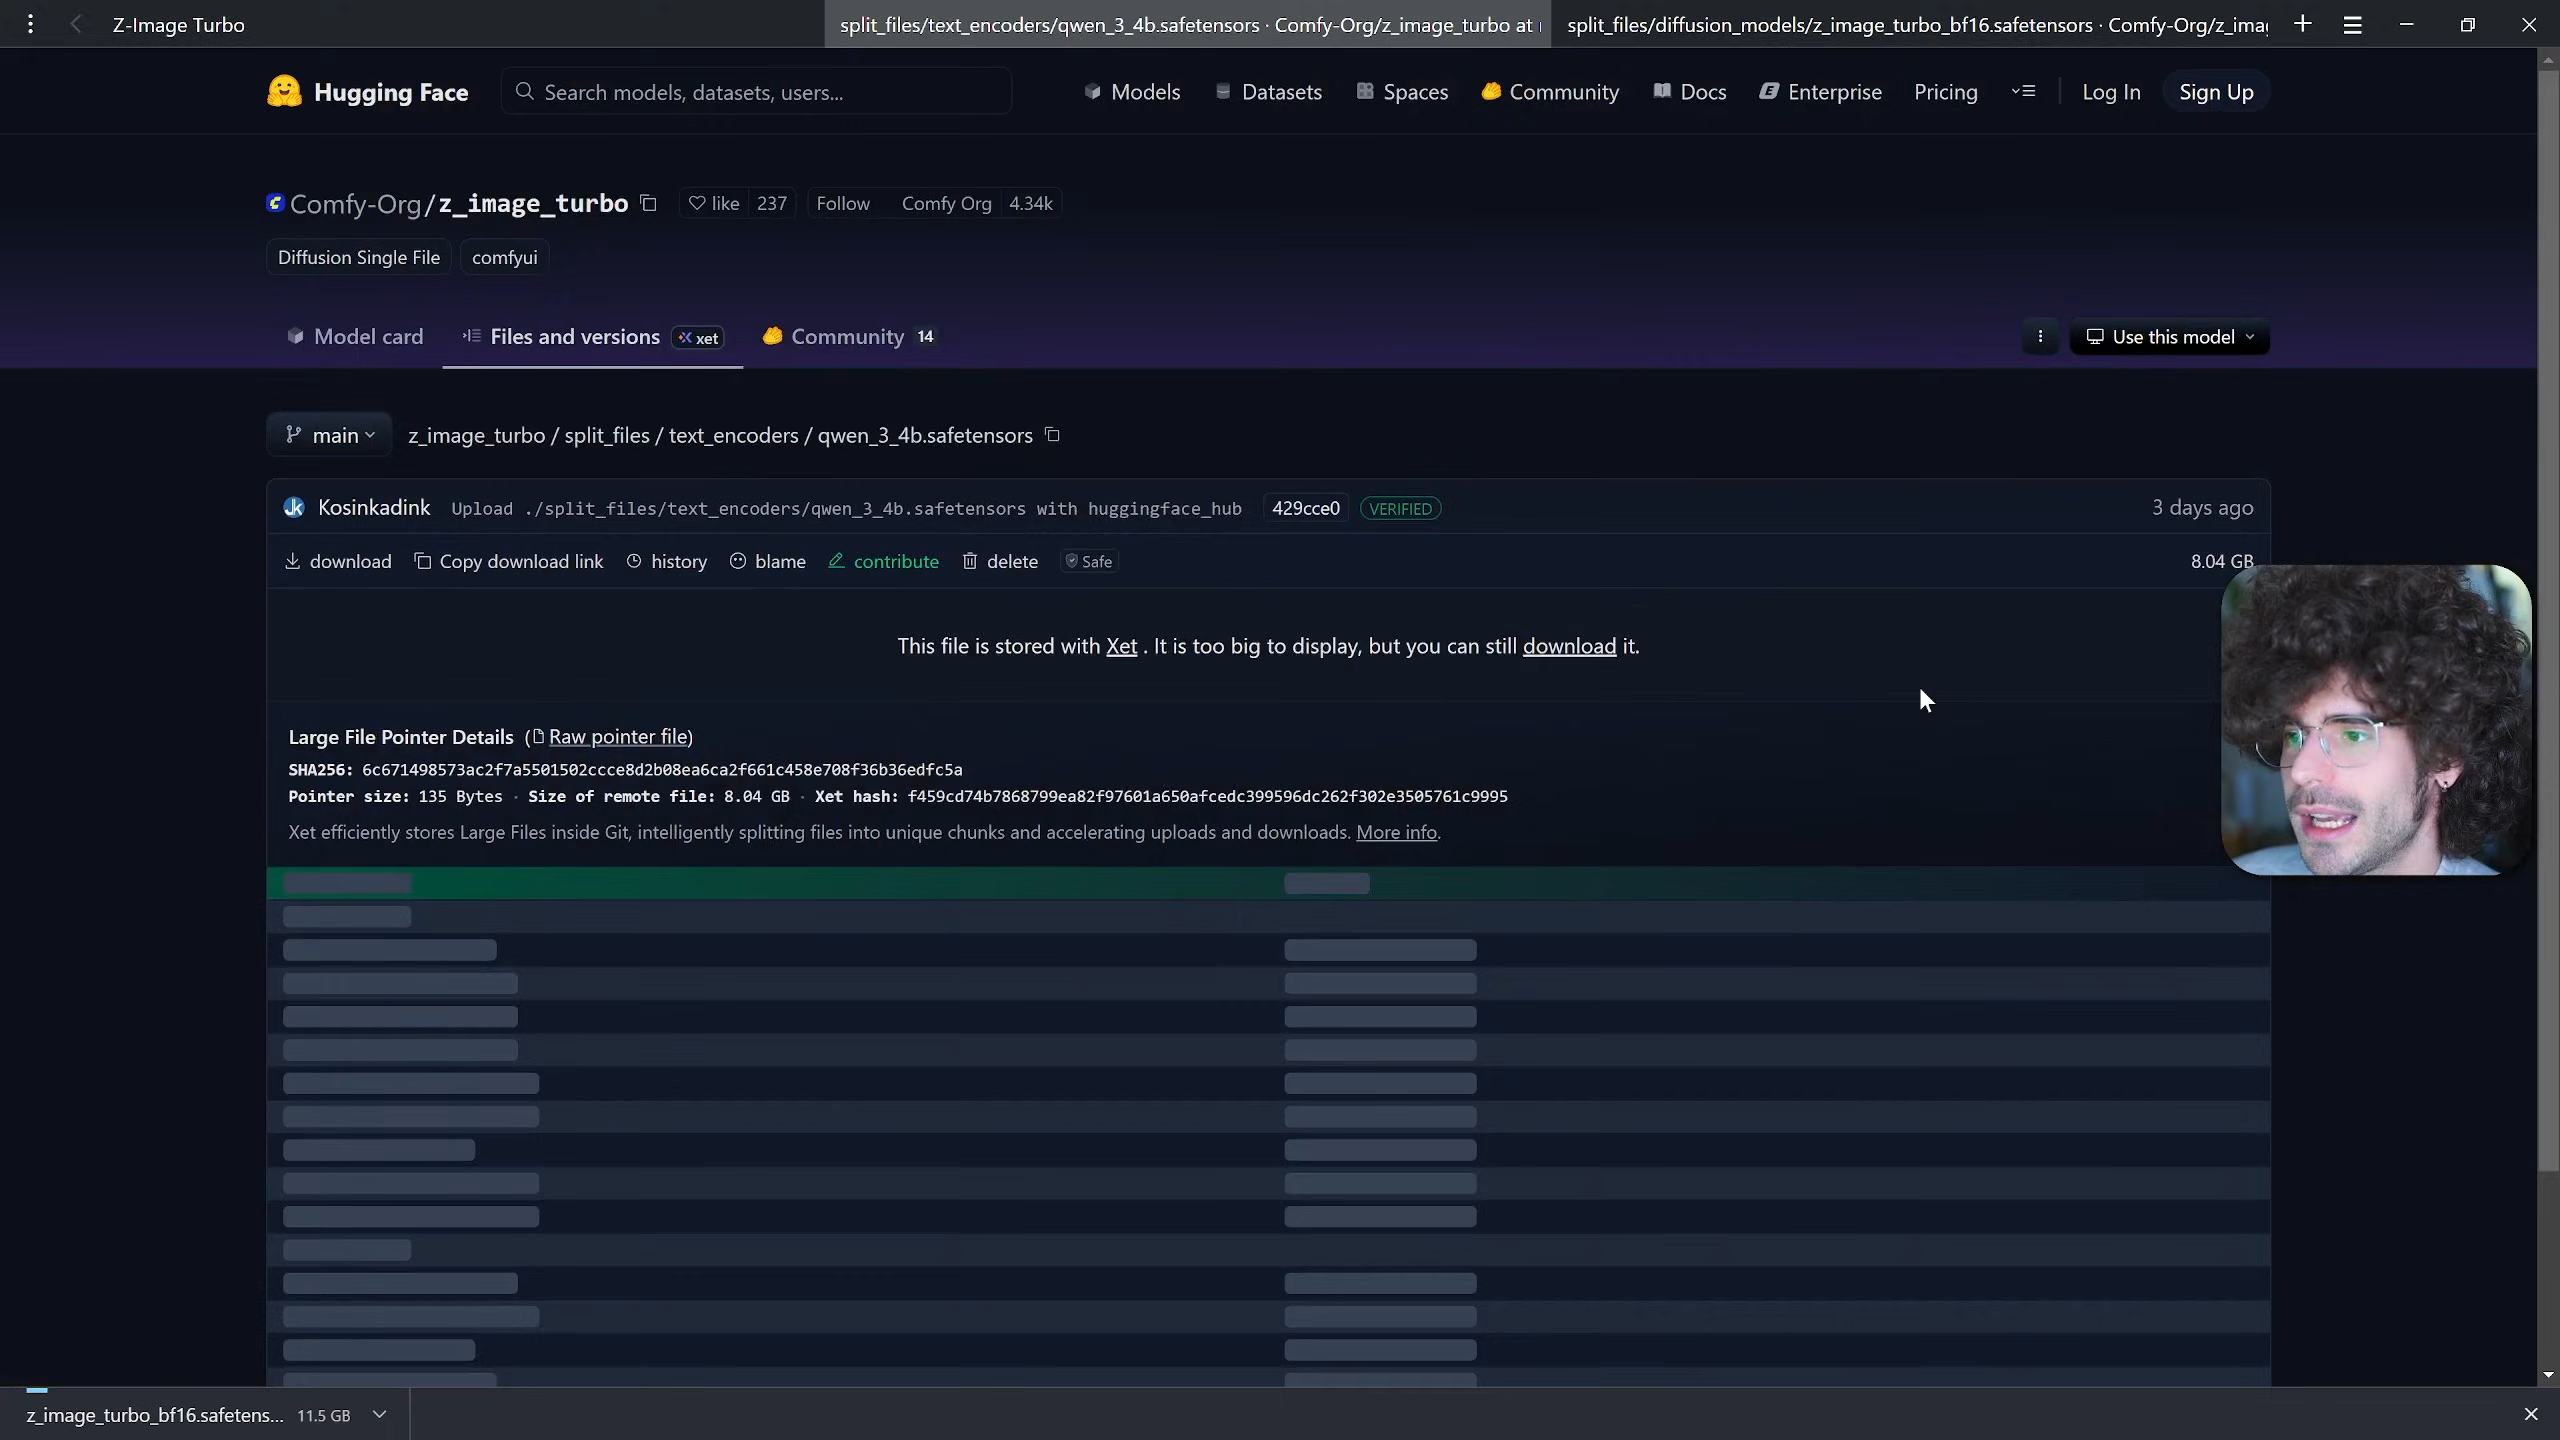 Z-Image Turbo
split_files/text_encoders/qwen_3_4b.safetensors · Comfy-Org/z_image_turbo at
split_files/diffusion_models/z_image_turbo_bf16.safetensors · Comfy-Org/z_imag
Hugging Face
Search models, datasets, users...
Models
Datasets
Spaces
Community
Docs
Enterprise
Pricing
Log In
Sign Up
Comfy-Org/z_image_turbo
like 237
Follow Comfy Org 4.34k
Diffusion Single File
comfyui
Model card
Files and versions
xet
Community 14
Use this model
main
z_image_turbo / split_files / text_encoders / qwen_3_4b.safetensors
Kosinkadink Upload ./split_files/text_encoders/qwen_3_4b.safetensors with huggingface_hub 429cce0 VERIFIED 3 days ago
download Copy download link history blame contribute delete Safe 8.04 GB
This file is stored with Xet . It is too big to display, but you can still download it.
Large File Pointer Details ( Raw pointer file)
SHA256: 6c671498573ac2f7a5501502ccce8d2b08ea6ca2f661c458e708f36b36edfc5a
Pointer size: 135 Bytes · Size of remote file: 8.04 GB · Xet hash: f459cd74b7868799ea82f97601a650afcedc399596dc262f302e3505761c9995
Xet efficiently stores Large Files inside Git, intelligently splitting files into unique chunks and accelerating uploads and downloads. More info.
z_image_turbo_bf16.safetens... 11.5 GB